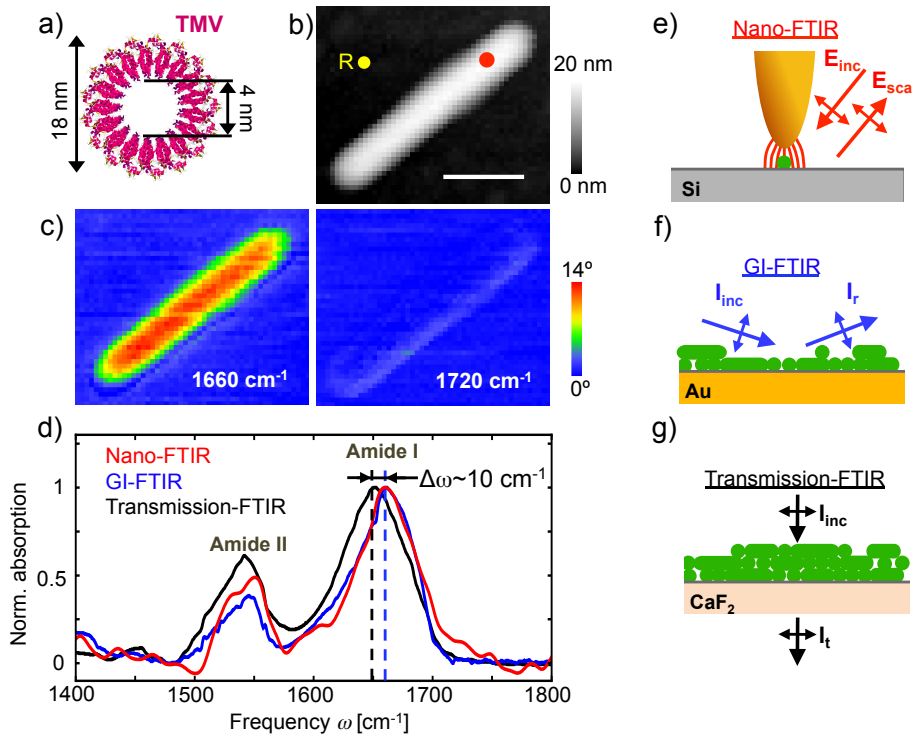 a)
TMV
18 nm
4 nm
b)
R
20 nm
0 nm
c)
1660 cm⁻¹
1720 cm⁻¹
14º
0º
d)
Nano-FTIR
GI-FTIR
Transmission-FTIR
Amide I
Δω~10 cm⁻¹
Amide II
Norm. absorption
1
0.5
0
1400 1500 1600 1700 1800
Frequency ω [cm⁻¹]
e)
Nano-FTIR
E_inc
E_sca
Si
f)
GI-FTIR
I_inc
I_r
Au
g)
Transmission-FTIR
I_inc
CaF₂
I_t